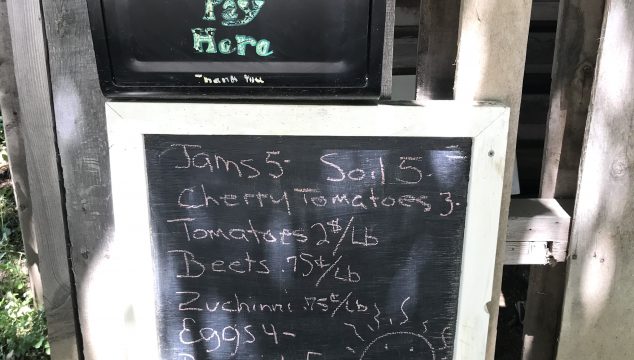 Pay
Here
Thank You
Jams 5- Soil 5-
Cherry Tomatoes 3-
Tomatoes 2$/Lb
Beets .75¢/Lb
Zuchinni .75¢/Lb
Eggs 4-